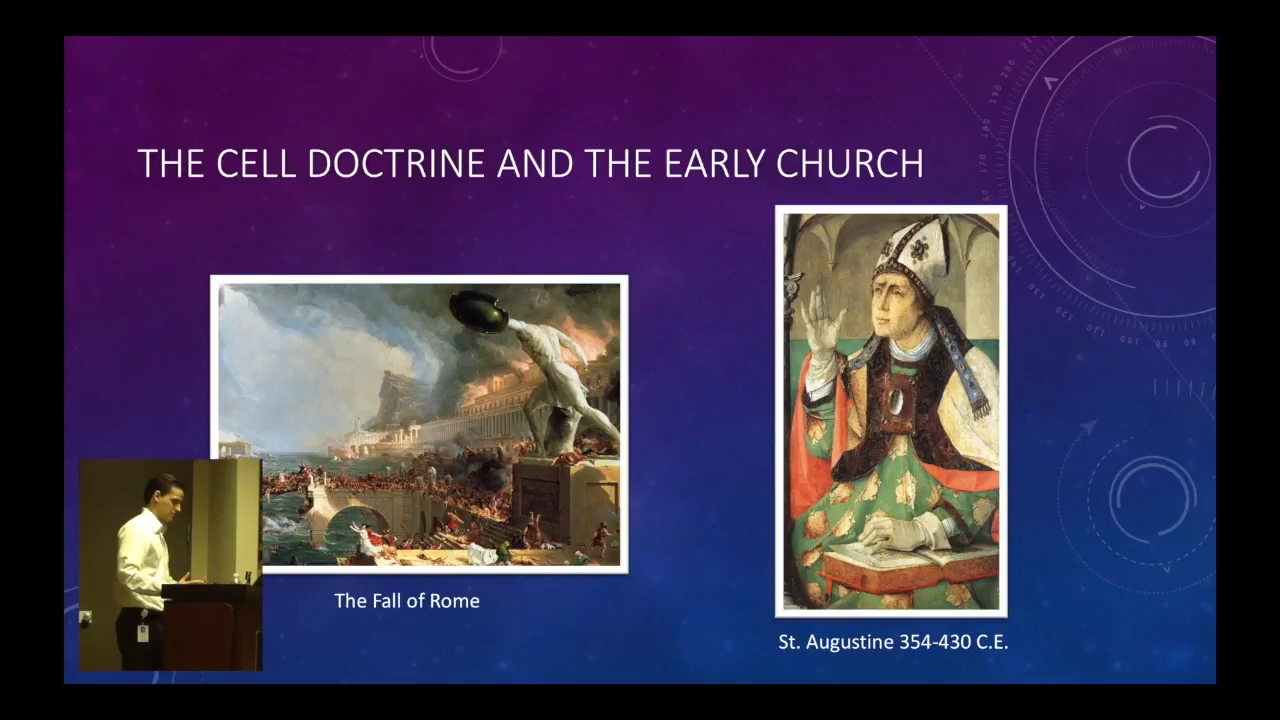 THE CELL DOCTRINE AND THE EARLY CHURCH
The Fall of Rome
St. Augustine 354-430 C.E.